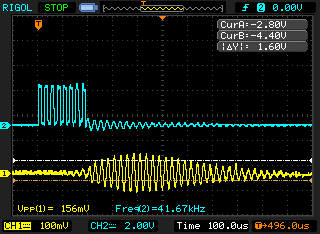 RIGOL STOP T 2 0.00V
T
CurA=-2.80V
CurB=-4.40V
|ΔY|= 1.60V
2
1
Vpp(1)= 156mV Freq(2)=41.67kHz
CH1 100mV CH2 2.00V Time 100.0us T→496.0us